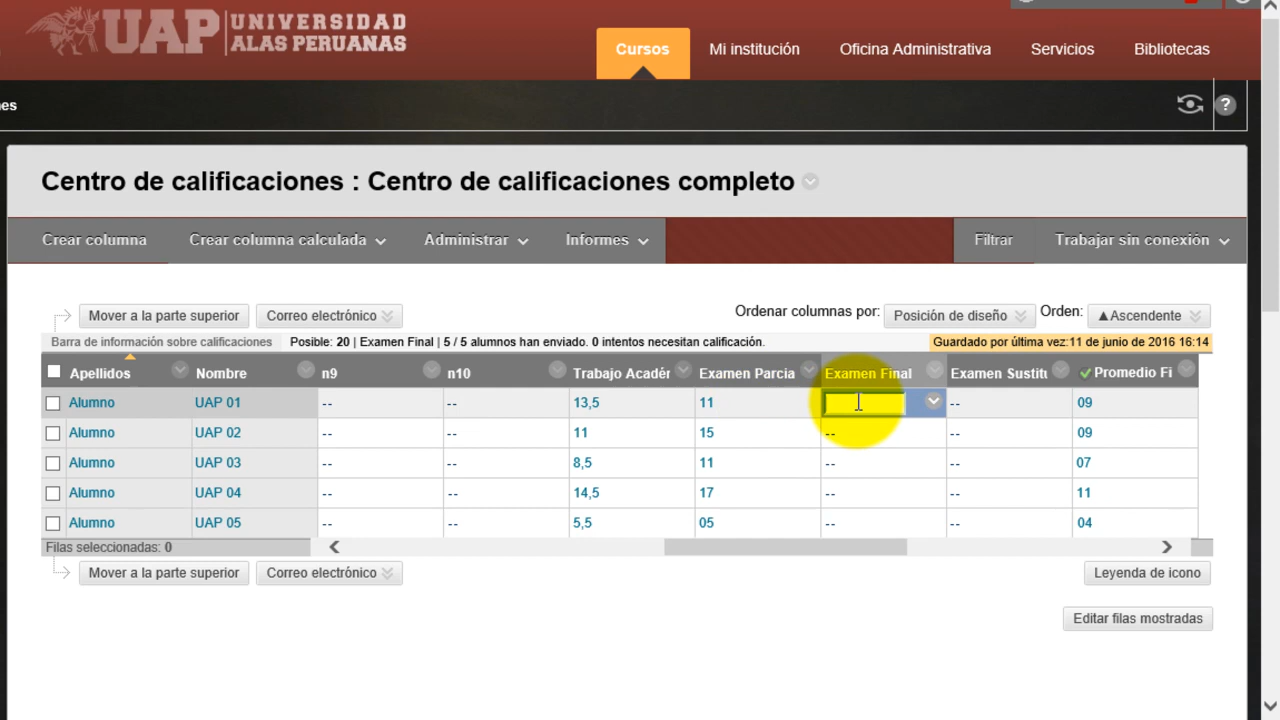 UAP UNIVERSIDAD
ALAS PERUANAS
Cursos Mi institución Oficina Administrativa Servicios Bibliotecas
nes ?
Centro de calificaciones : Centro de calificaciones completo
Crear columna Crear columna calculada Administrar Informes Filtrar Trabajar sin conexión
Mover a la parte superior Correo electrónico Ordenar columnas por: Posición de diseño Orden: ▲Ascendente
Barra de información sobre calificaciones Posible: 20 | Examen Final | 5 / 5 alumnos han enviado. 0 intentos necesitan calificación. Guardado por última vez:11 de junio de 2016 16:14
Apellidos Nombre n9 n10 Trabajo Acadér Examen Parcia Examen Final Examen Sustitu Promedio Fi
Alumno UAP 01 -- -- 13,5 11 -- 09
Alumno UAP 02 -- -- 11 15 -- -- 09
Alumno UAP 03 -- -- 8,5 11 -- -- 07
Alumno UAP 04 -- -- 14,5 17 -- -- 11
Alumno UAP 05 -- -- 5,5 05 -- -- 04
Filas seleccionadas: 0
Mover a la parte superior Correo electrónico Leyenda de icono
Editar filas mostradas